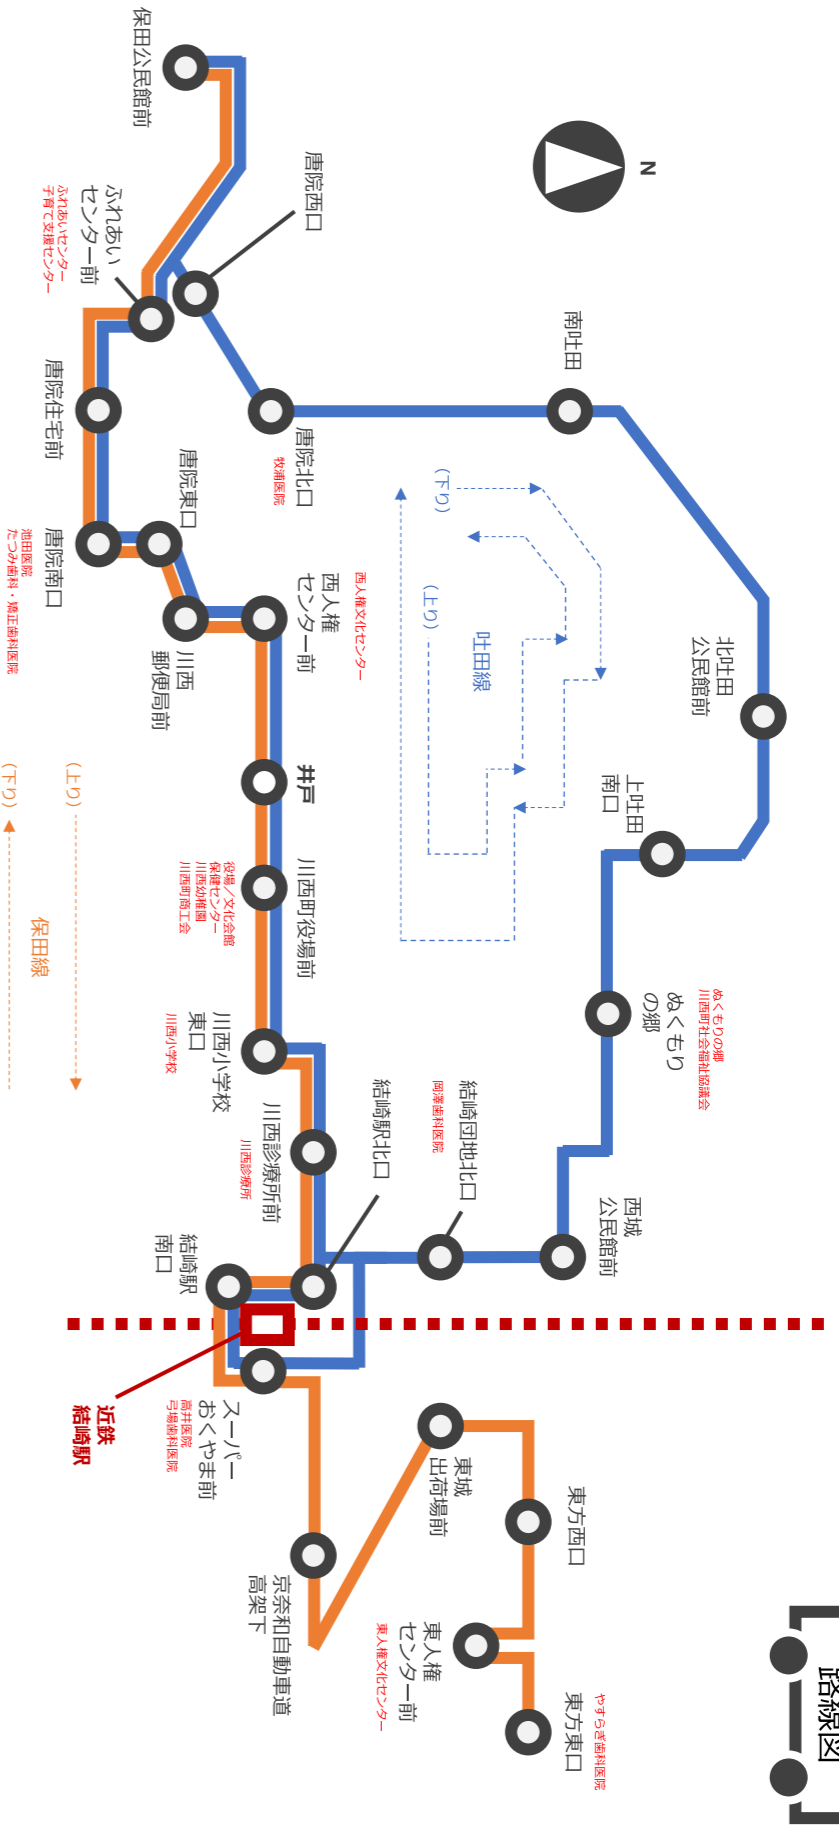 路線図
N
保田公民館前
唐院西口
ふれあい
センター前
ふれあいセンター
子育て支援センター
唐院住宅前
唐院南口
池田医院
たつみ歯科・矯正歯科医院
唐院東口
唐院北口
牧浦医院
南吐田
川西
郵便局前
西人権
センター前
西人権文化センター
井戸
川西町役場前
役場／文化会館
保健センター
川西幼稚園
川西町商工会
川西小学校
東口
川西小学校
川西診療所前
川西診療所
結崎駅北口
結崎駅
南口
結崎団地北口
岡澤歯科医院
西城
公民館前
ぬくもり
の郷
ぬくもりの郷
川西町社会福祉協議会
上吐田
南口
北吐田
公民館前
(下り)
(上り)
吐田線
(上り)
(下り)
保田線
近鉄
結崎駅
スーパー
おくやま前
高井医院
弓場歯科医院
京奈和自動車道
高架下
東城
出荷場前
東方西口
東人権
センター前
東人権文化センター
東方東口
やすらぎ歯科医院